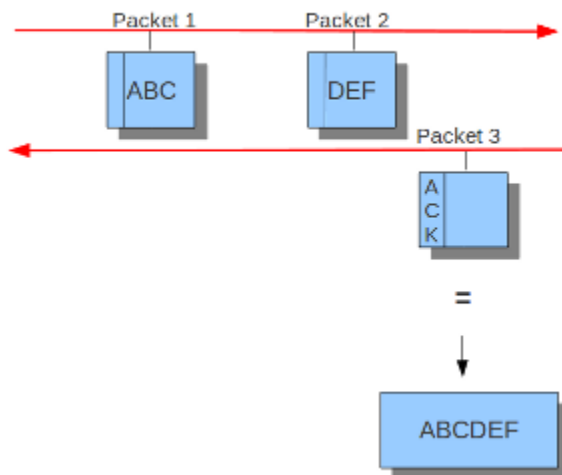 Packet 1
Packet 2
ABC
DEF
Packet 3
A
C
K
=
ABCDEF